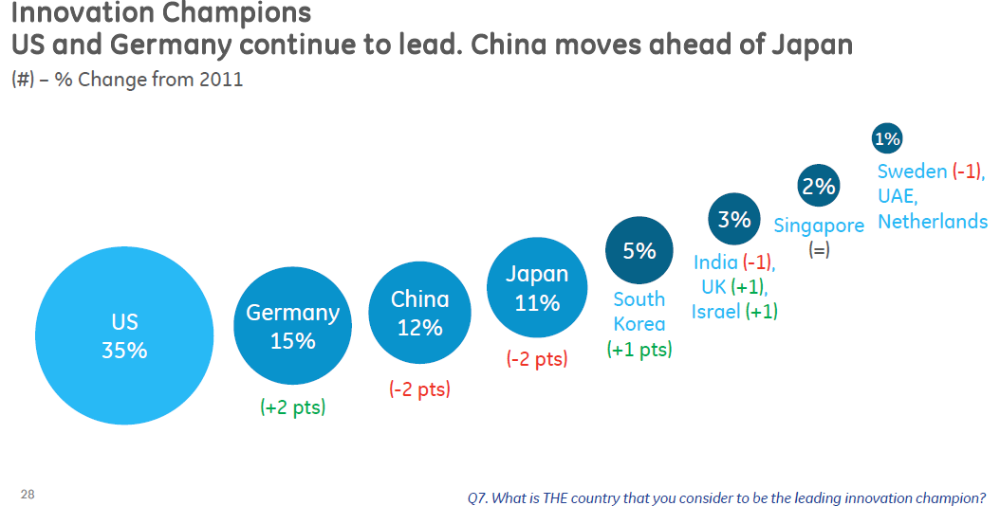 Innovation Champions
US and Germany continue to lead. China moves ahead of Japan
(#) – % Change from 2011
US
35%
Germany
15%
(+2 pts)
China
12%
(-2 pts)
Japan
11%
(-2 pts)
5%
South
Korea
(+1 pts)
3%
India (-1),
UK (+1),
Israel (+1)
2%
Singapore
(=)
1%
Sweden (-1),
UAE,
Netherlands
28
Q7. What is THE country that you consider to be the leading innovation champion?